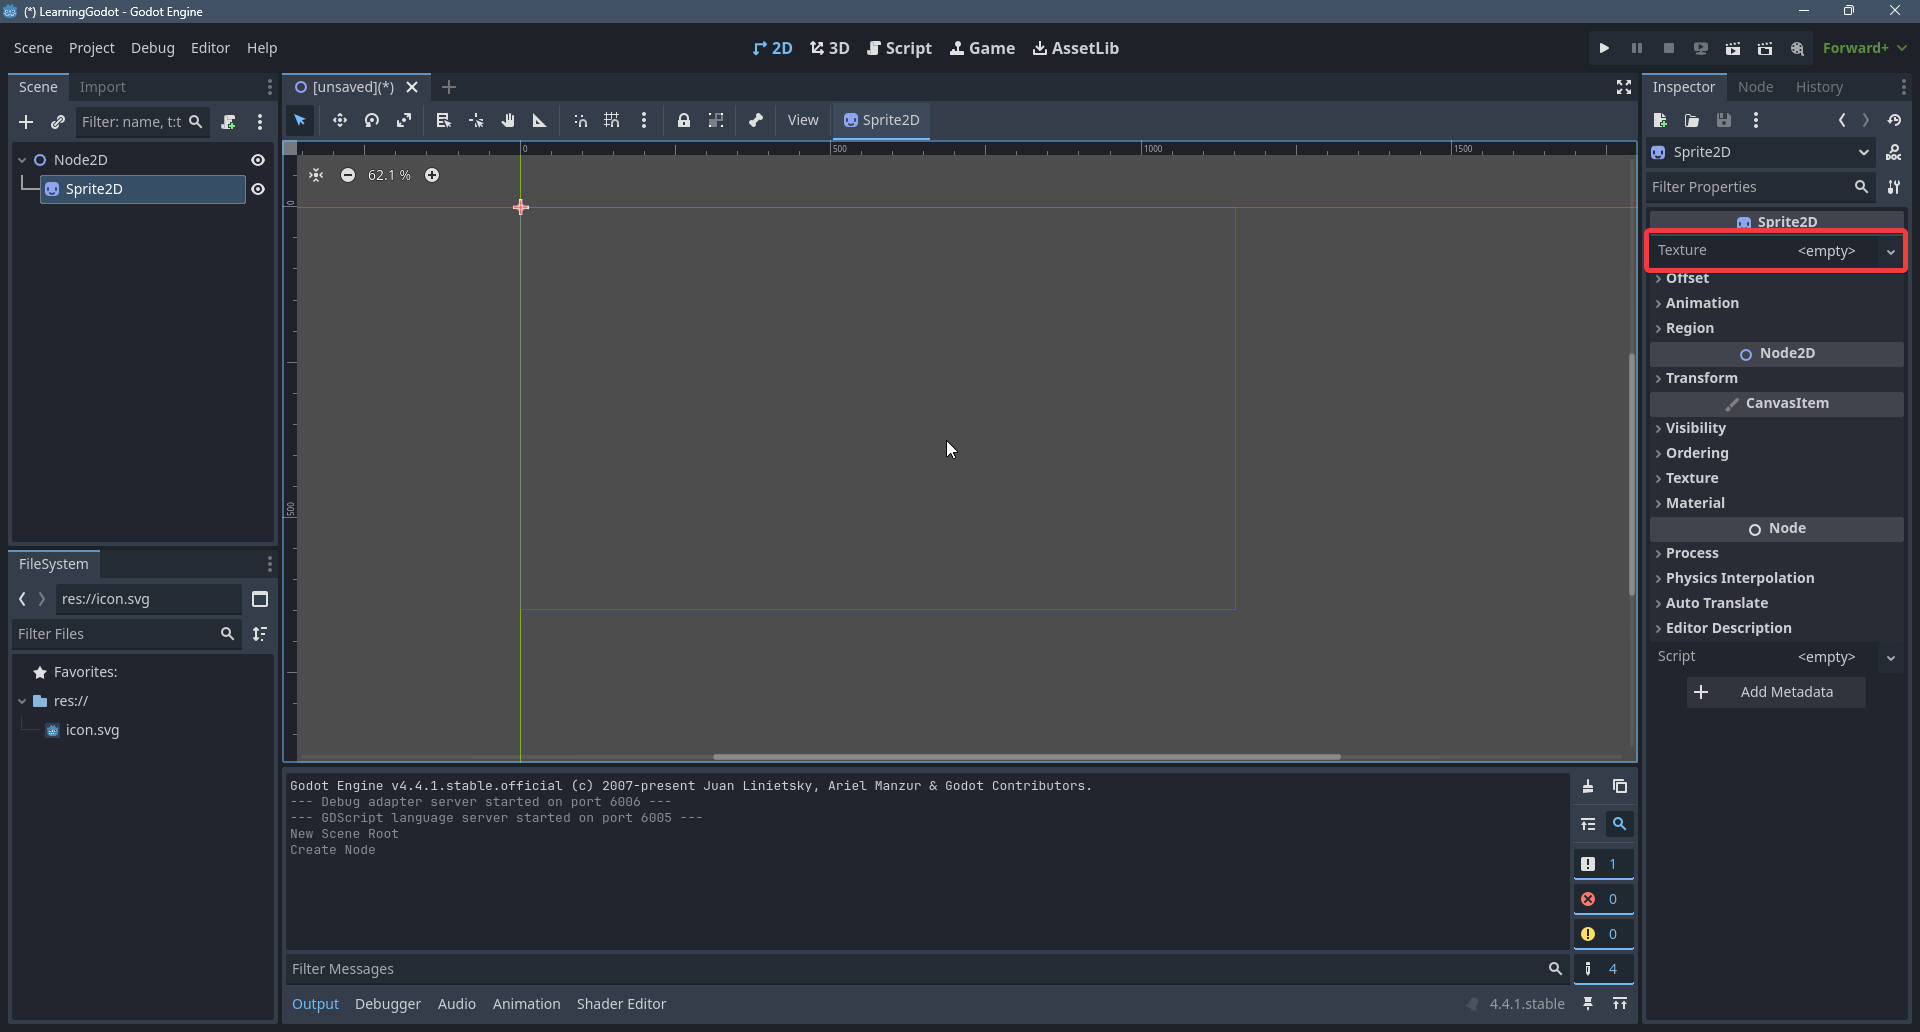 (*) LearningGodot - Godot Engine
Scene Project Debug Editor Help
2D 3D Script Game AssetLib
Forward+
Scene Import
Filter: name, t:t
Node2D
Sprite2D
FileSystem
res://icon.svg
Filter Files
Favorites:
res://
icon.svg
[unsaved](*)
View Sprite2D
0 500 1000 1500
62.1 %
0
500
Godot Engine v4.4.1.stable.official (c) 2007-present Juan Linietsky, Ariel Manzur & Godot Contributors.
--- Debug adapter server started on port 6006 ---
--- GDScript language server started on port 6005 ---
New Scene Root
Create Node
1
0
0
4
Filter Messages
Output Debugger Audio Animation Shader Editor
4.4.1.stable
Inspector Node History
Sprite2D
DOC
Filter Properties
Sprite2D
Texture <empty>
Offset
Animation
Region
Node2D
Transform
CanvasItem
Visibility
Ordering
Texture
Material
Node
Process
Physics Interpolation
Auto Translate
Editor Description
Script <empty>
Add Metadata